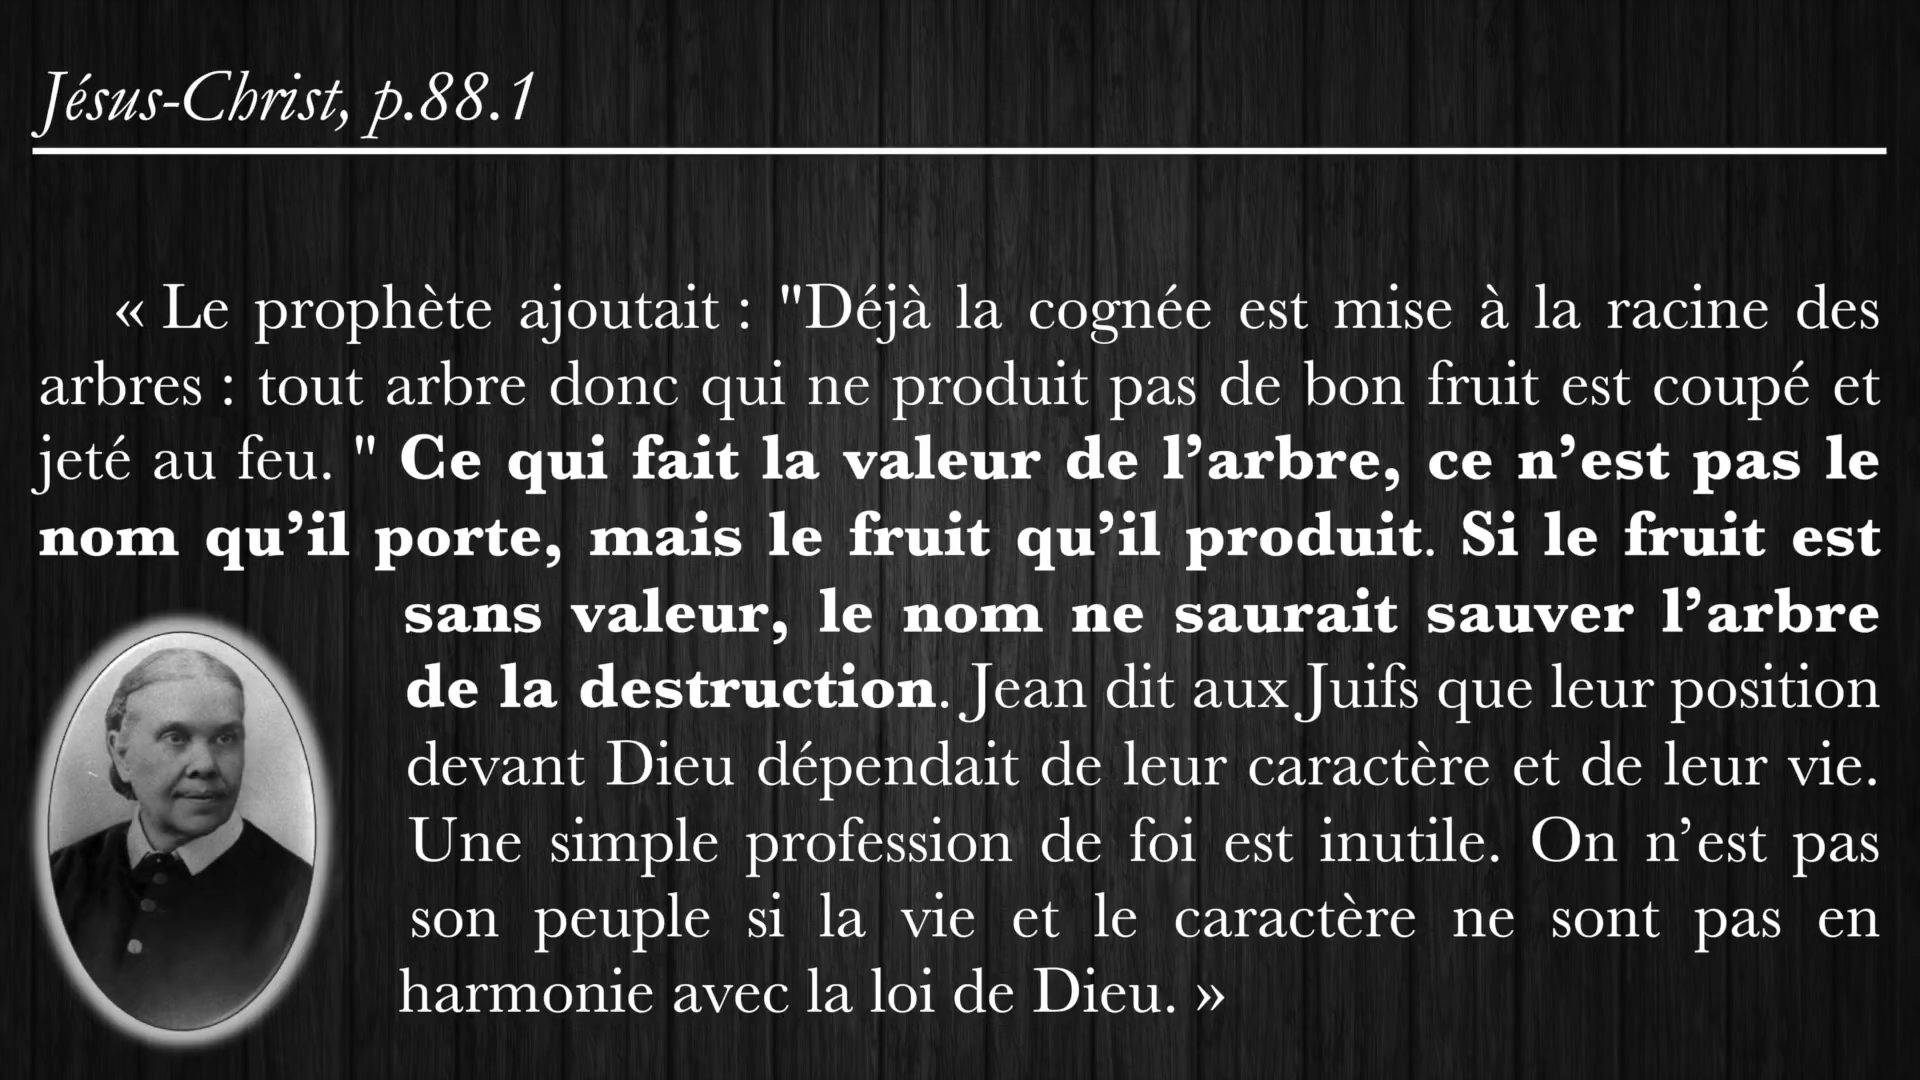 Jésus-Christ, p.88.1
« Le prophète ajoutait : "Déjà la cognée est mise à la racine des
arbres : tout arbre donc qui ne produit pas de bon fruit est coupé et
jeté au feu. " Ce qui fait la valeur de l’arbre, ce n’est pas le
nom qu’il porte, mais le fruit qu’il produit. Si le fruit est
sans valeur, le nom ne saurait sauver l’arbre
de la destruction. Jean dit aux Juifs que leur position
devant Dieu dépendait de leur caractère et de leur vie.
Une simple profession de foi est inutile. On n’est pas
son peuple si la vie et le caractère ne sont pas en
harmonie avec la loi de Dieu. »